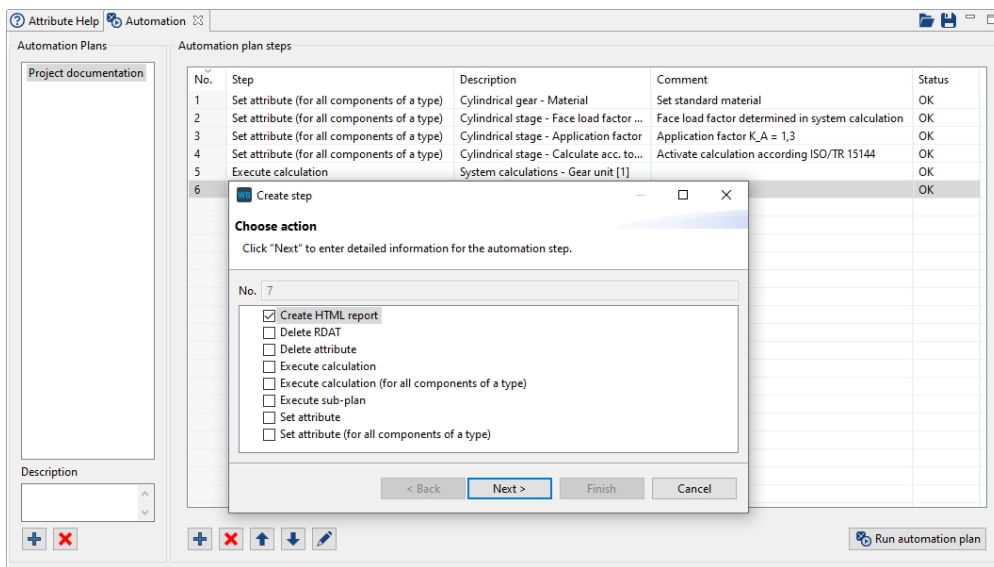 Attribute Help Automation
Automation Plans Automation plan steps
Project documentation
No. Step Description Comment Status
1 Set attribute (for all components of a type) Cylindrical gear - Material Set standard material OK
2 Set attribute (for all components of a type) Cylindrical stage - Face load factor ... Face load factor determined in system calculation OK
3 Set attribute (for all components of a type) Cylindrical stage - Application factor Application factor K_A = 1,3 OK
4 Set attribute (for all components of a type) Cylindrical stage - Calculate acc. to... Activate calculation according ISO/TR 15144 OK
5 Execute calculation System calculations - Gear unit [1] OK
6 OK
WB Create step
Choose action
Click "Next" to enter detailed information for the automation step.
No. 7
Create HTML report
Delete RDAT
Delete attribute
Execute calculation
Execute calculation (for all components of a type)
Execute sub-plan
Set attribute
Set attribute (for all components of a type)
< Back Next > Finish Cancel
Description
Run automation plan